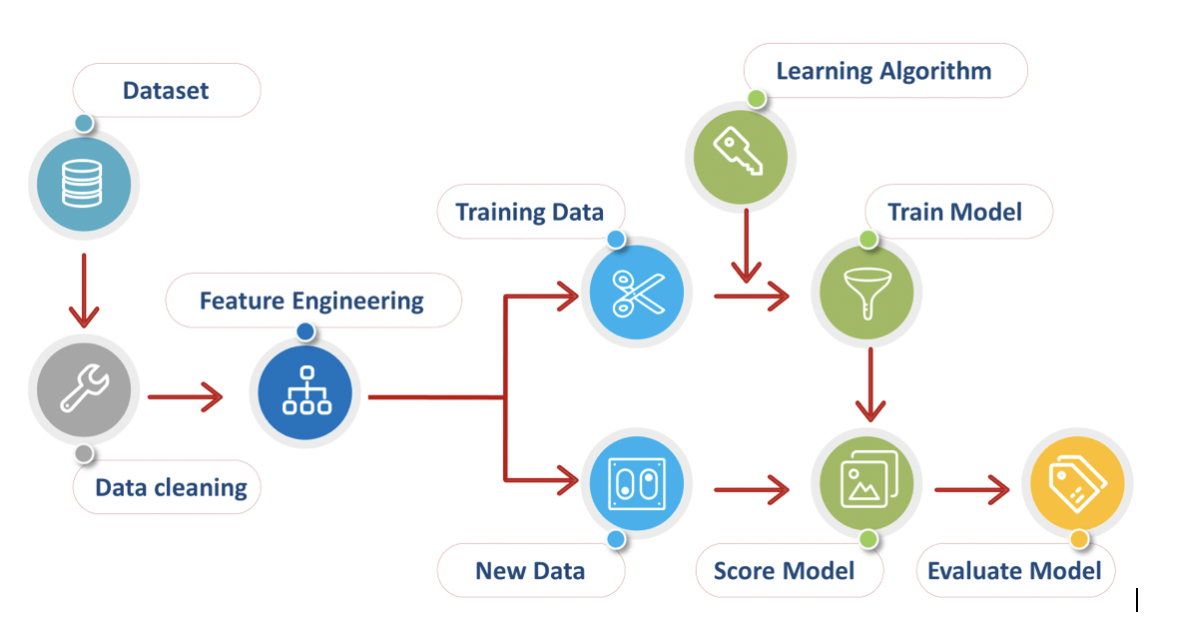 Learning Algorithm
Dataset
Training Data
Train Model
Feature Engineering
Data cleaning
New Data
Score Model
Evaluate Model